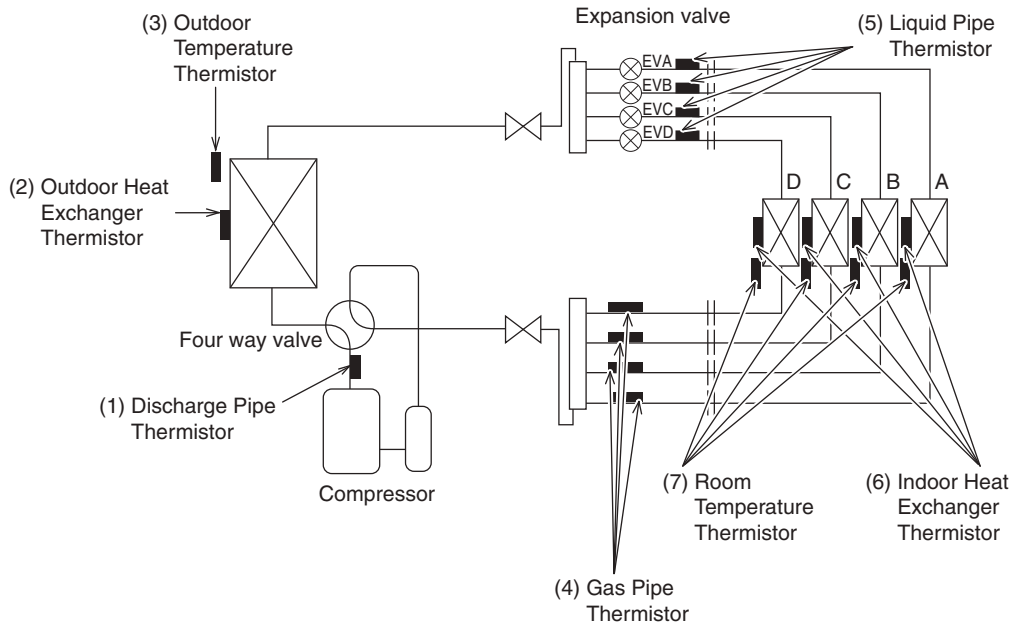 Expansion valve
(3) Outdoor
Temperature
Thermistor
(5) Liquid Pipe
Thermistor
EVA
EVB
EVC
EVD
(2) Outdoor Heat
Exchanger
Thermistor
D C B A
Four way valve
(1) Discharge Pipe
Thermistor
Compressor
(7) Room
Temperature
Thermistor
(6) Indoor Heat
Exchanger
Thermistor
(4) Gas Pipe
Thermistor